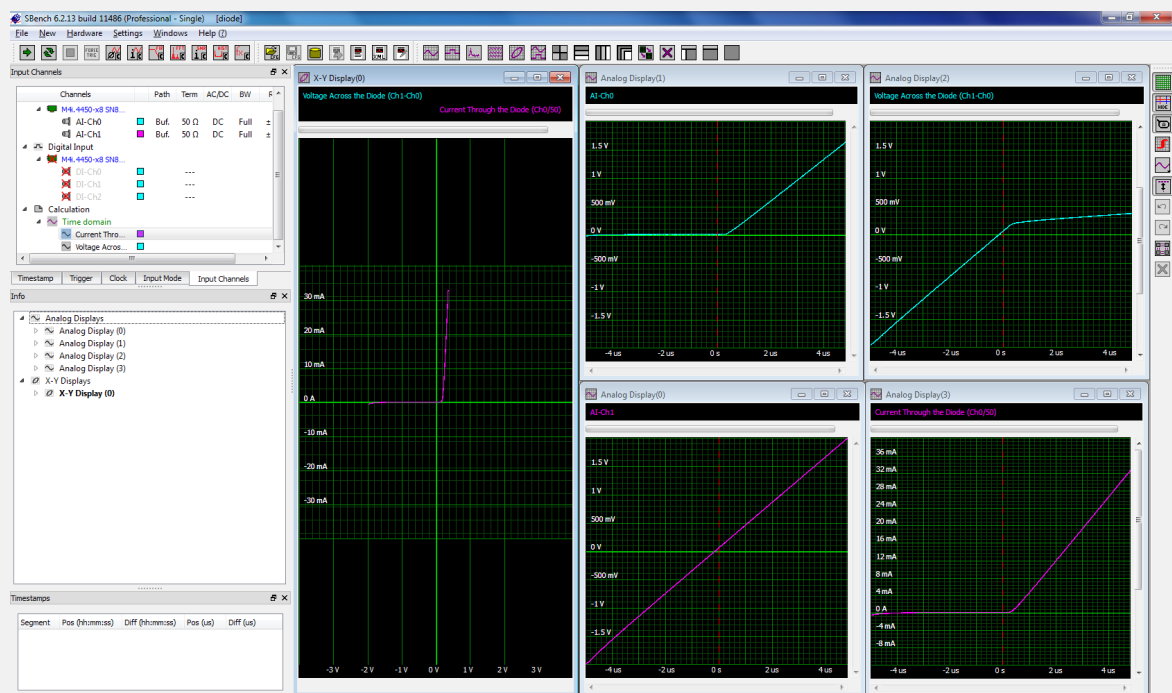 SBench 6.2.13 build 11486 (Professional - Single) [diode]
File New Hardware Settings Windows Help (?)
Input Channels
Channels Path Term AC/DC BW
M4i.4450-x8 SN8...
AI-Ch0 Buf. 50 Ω DC Full ±
AI-Ch1 Buf. 50 Ω DC Full ±
Digital Input
M4i.4450-x8 SN8...
DI-Ch0 ---
DI-Ch1 ---
DI-Ch2 ---
Calculation
Time domain
Current Thro...
Voltage Acros...
Timestamp Trigger Clock Input Mode Input Channels
Info
Analog Displays
Analog Display (0)
Analog Display (1)
Analog Display (2)
Analog Display (3)
X-Y Displays
X-Y Display (0)
Timestamps
Segment Pos (hh:mm:ss) Diff (hh:mm:ss) Pos (us) Diff (us)
X-Y Display(0)
Voltage Across the Diode (Ch1-Ch0)
Current Through the Diode (Ch0/50)
30 mA
20 mA
10 mA
0 A
-10 mA
-20 mA
-30 mA
-3 V -2 V -1 V 0 V 1 V 2 V 3 V
Analog Display(1)
AI-Ch0
1.5 V
1 V
500 mV
0 V
-500 mV
-1 V
-1.5 V
-4 us -2 us 0 s 2 us 4 us
Analog Display(2)
Voltage Across the Diode (Ch1-Ch0)
1.5 V
1 V
500 mV
0 V
-500 mV
-1 V
-1.5 V
-4 us -2 us 0 s 2 us 4 us
Analog Display(0)
AI-Ch1
1.5 V
1 V
500 mV
0 V
-500 mV
-1 V
-1.5 V
-4 us -2 us 0 s 2 us 4 us
Analog Display(3)
Current Through the Diode (Ch0/50)
36 mA
32 mA
28 mA
24 mA
20 mA
16 mA
12 mA
8 mA
4 mA
0 A
-4 mA
-8 mA
-4 us -2 us 0 s 2 us 4 us